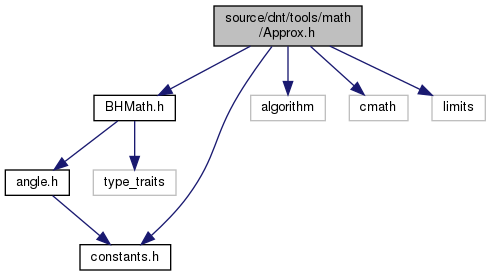 source/dnt/tools/math
/Approx.h
BHMath.h
algorithm
cmath
limits
angle.h
type_traits
constants.h